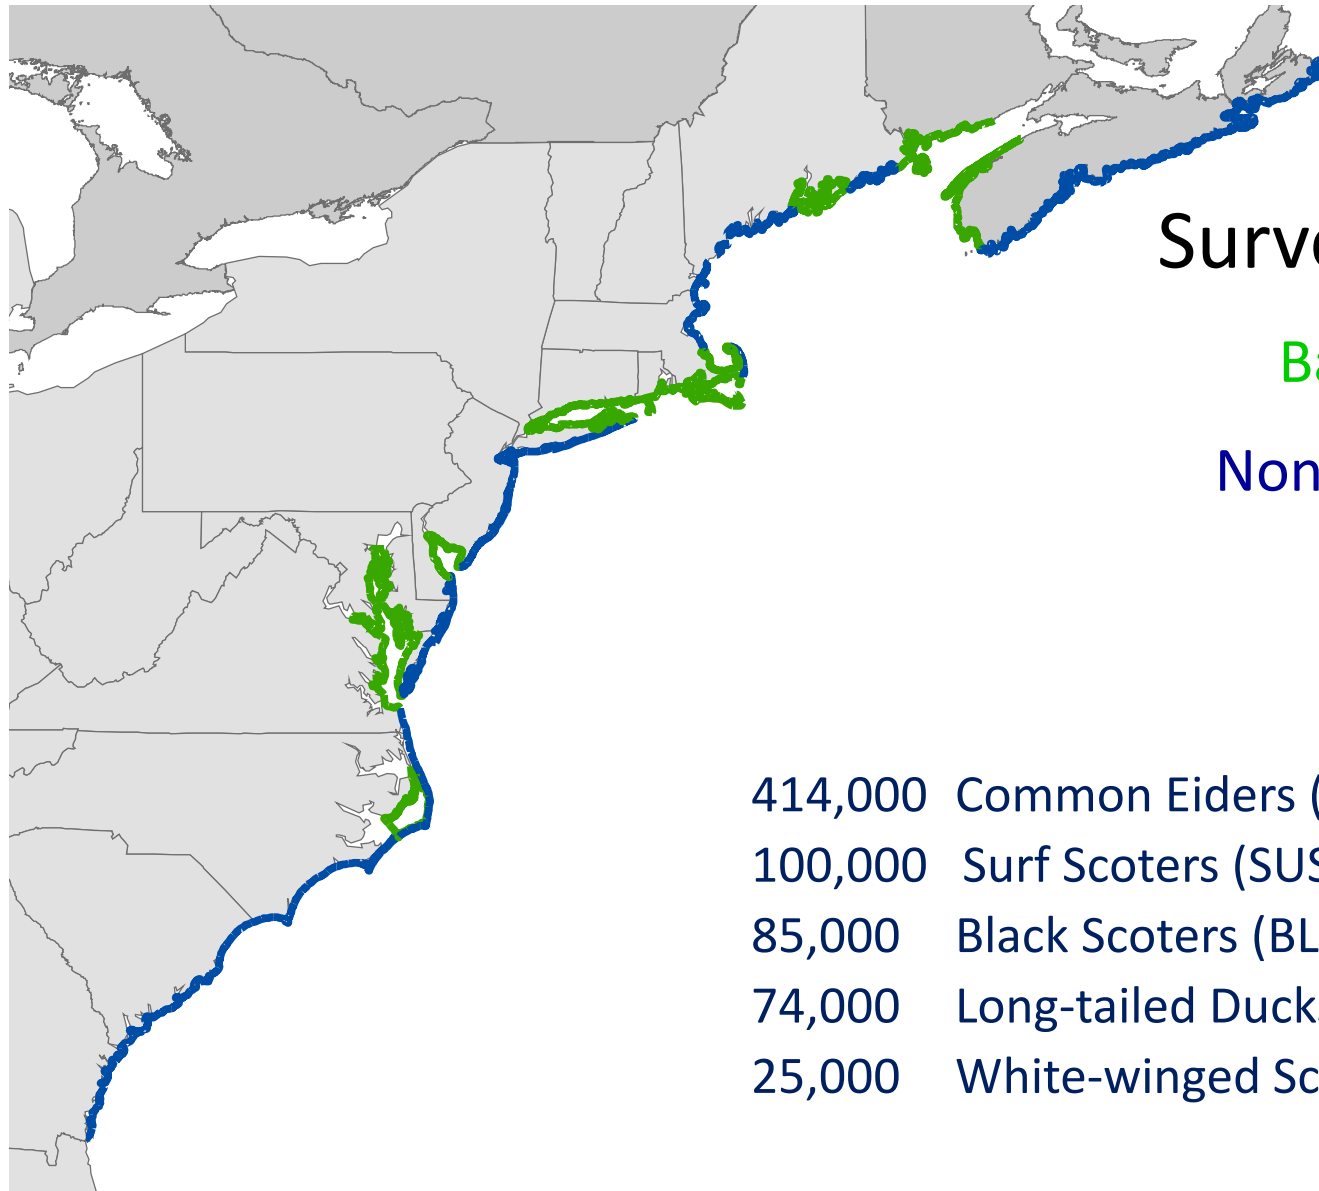 Surve
Ba
Non
414,000 Common Eiders (
100,000 Surf Scoters (SUS
85,000 Black Scoters (BL
74,000 Long-tailed Duck
25,000 White-winged Sc